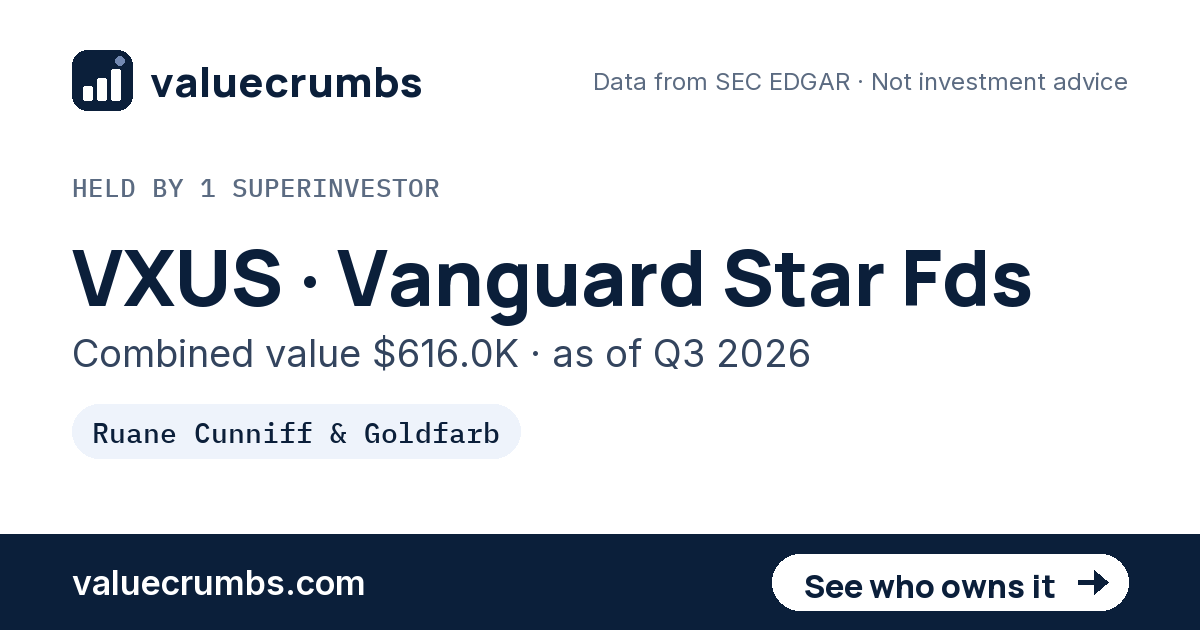 valuecrumbs
Data from SEC EDGAR · Not investment advice
HELD BY 1 SUPERINVESTOR
VXUS · Vanguard Star Fds
Combined value $616.0K · as of Q3 2026
Ruane Cunniff & Goldfarb
valuecrumbs.com
See who owns it →